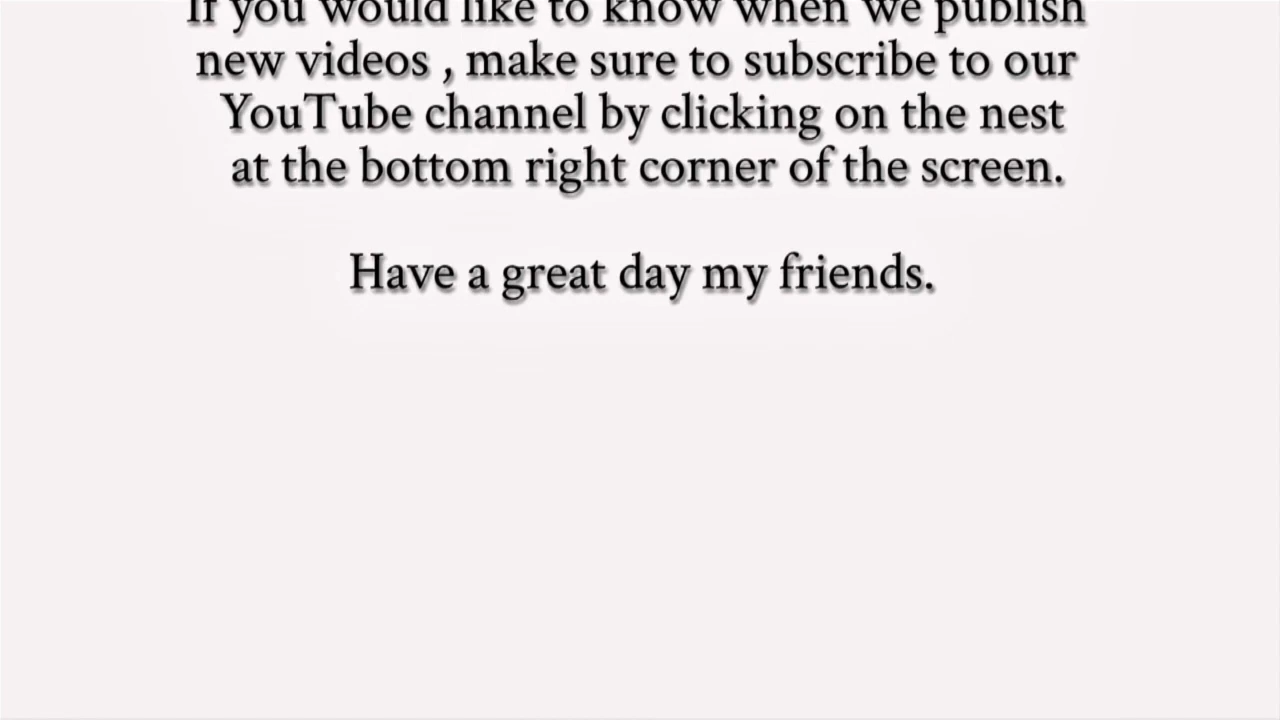 If you would like to know when we publish
new videos , make sure to subscribe to our
YouTube channel by clicking on the nest
at the bottom right corner of the screen.
Have a great day my friends.